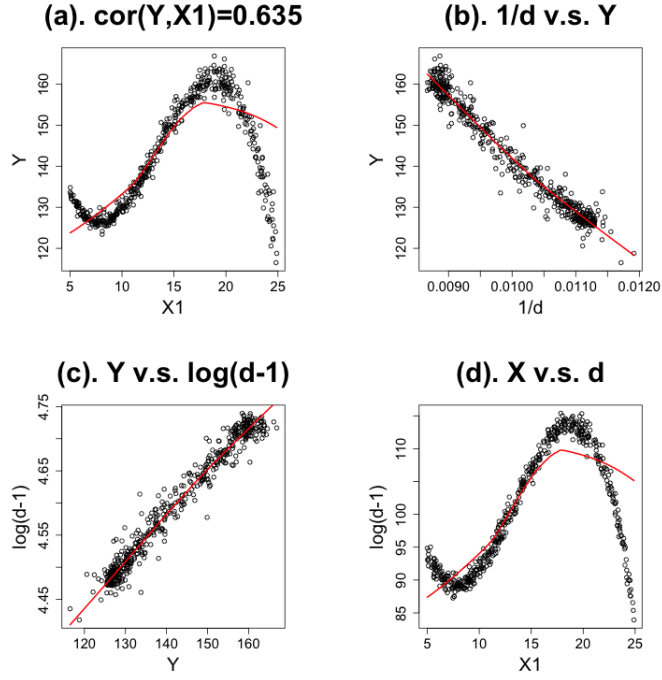 (a). cor(Y,X1)=0.635
(b). 1/d v.s. Y
Y
160
150
140
130
120
5 10 15 20 25
X1
Y
160
150
140
130
120
0.0090 0.0100 0.0110 0.0120
1/d
(c). Y v.s. log(d-1)
(d). X v.s. d
log(d-1)
4.75
4.65
4.55
4.45
120 130 140 150 160
Y
log(d-1)
110
100
95
90
85
5 10 15 20 25
X1